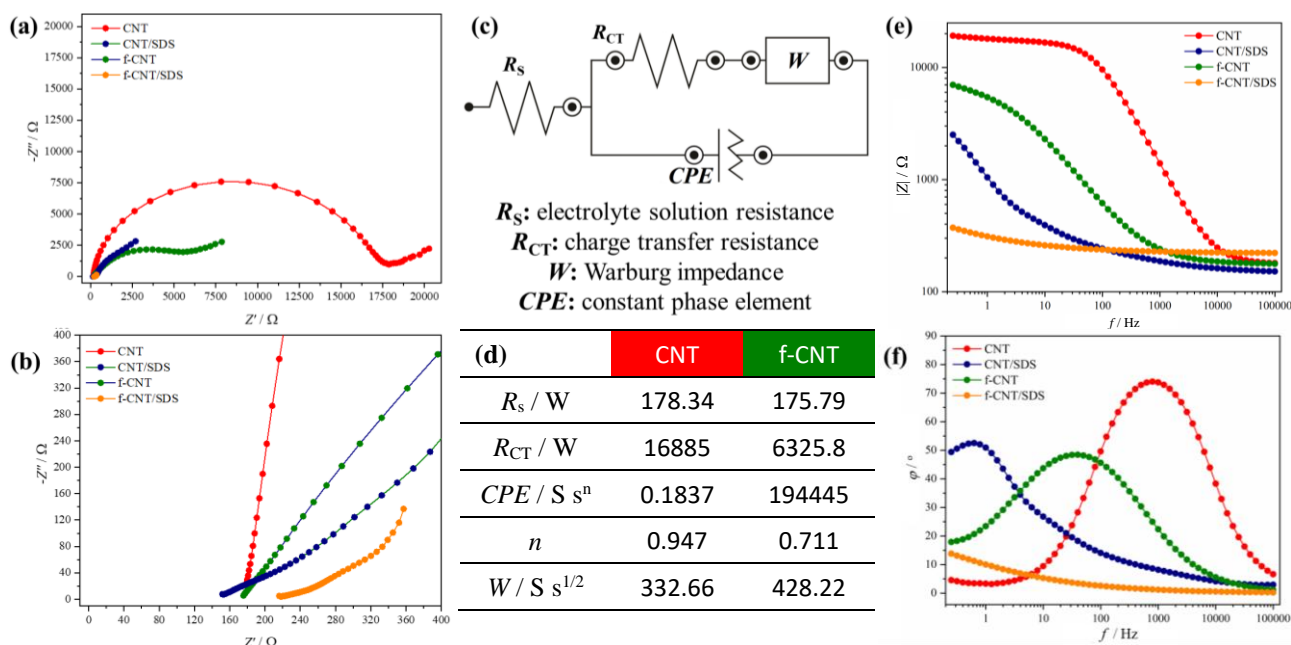 (a)
CNT
CNT/SDS
f-CNT
f-CNT/SDS
-Z″ / Ω
20000
17500
15000
12500
10000
7500
5000
2500
0
0 2500 5000 7500 10000 12500 15000 17500 20000
Z′ / Ω
(b)
CNT
CNT/SDS
f-CNT
f-CNT/SDS
-Z″ / Ω
400
360
320
280
240
200
160
120
80
40
0
0 40 80 120 160 200 240 280 320 360 400
Z′ / Ω
(c)
R_S
R_CT
W
CPE
R_S: electrolyte solution resistance
R_CT: charge transfer resistance
W: Warburg impedance
CPE: constant phase element
(d) CNT f-CNT
R_s / W 178.34 175.79
R_CT / W 16885 6325.8
CPE / S sⁿ 0.1837 194445
n 0.947 0.711
W / S s^1/2 332.66 428.22
(e)
CNT
CNT/SDS
f-CNT
f-CNT/SDS
|Z| / Ω
10000
1000
100
1 10 100 1000 10000 100000
f / Hz
(f)
CNT
CNT/SDS
f-CNT
f-CNT/SDS
φ / °
90
80
70
60
50
40
30
20
10
0
1 10 100 1000 10000 100000
f / Hz